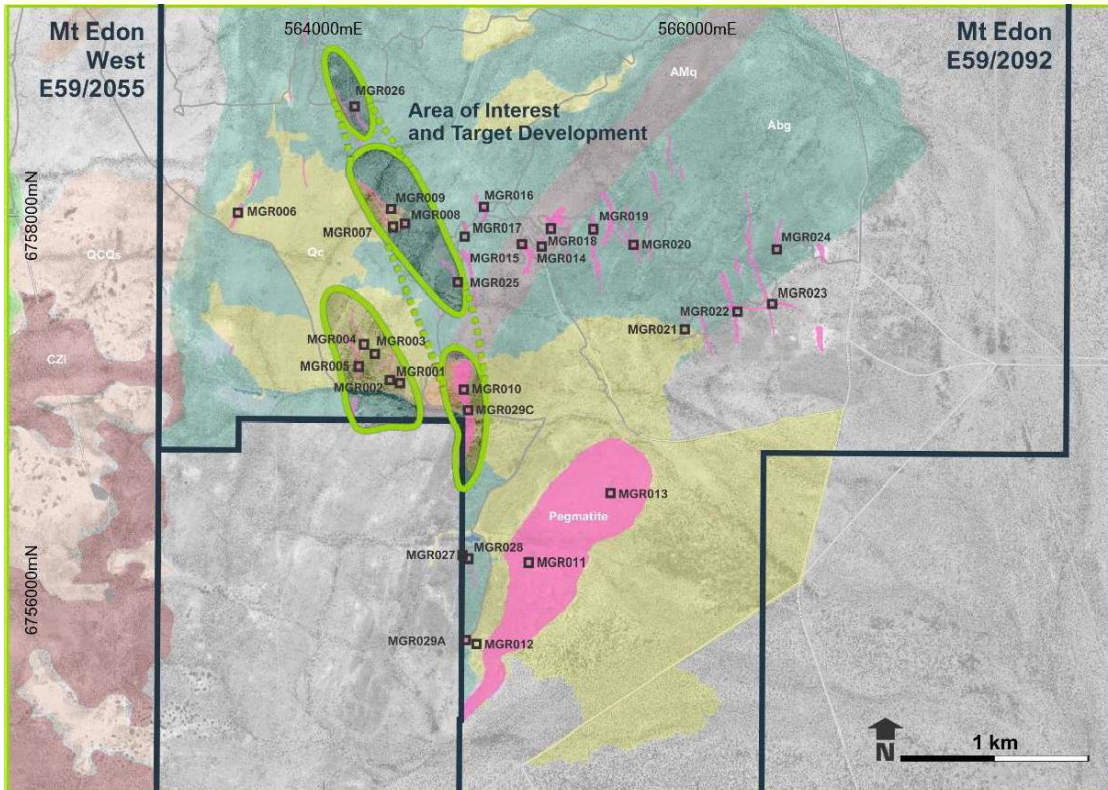 Mt Edon
West
E59/2055
564000mE
566000mE
Mt Edon
E59/2092
AMq
MGR026
Area of Interest
and Target Development
Abg
6758000mN
MGR006
MGR009
MGR008
MGR007
MGR016
MGR017
MGR019
MGR018
MGR020
MGR015
MGR014
MGR024
QCQs
Qc
MGR025
MGR023
MGR022
MGR021
MGR004
MGR003
CZi
MGR005
MGR001
MGR002
MGR010
MGR029C
MGR013
Pegmatite
MGR028
MGR027
MGR011
6756000mN
MGR029A
MGR012
N
1 km